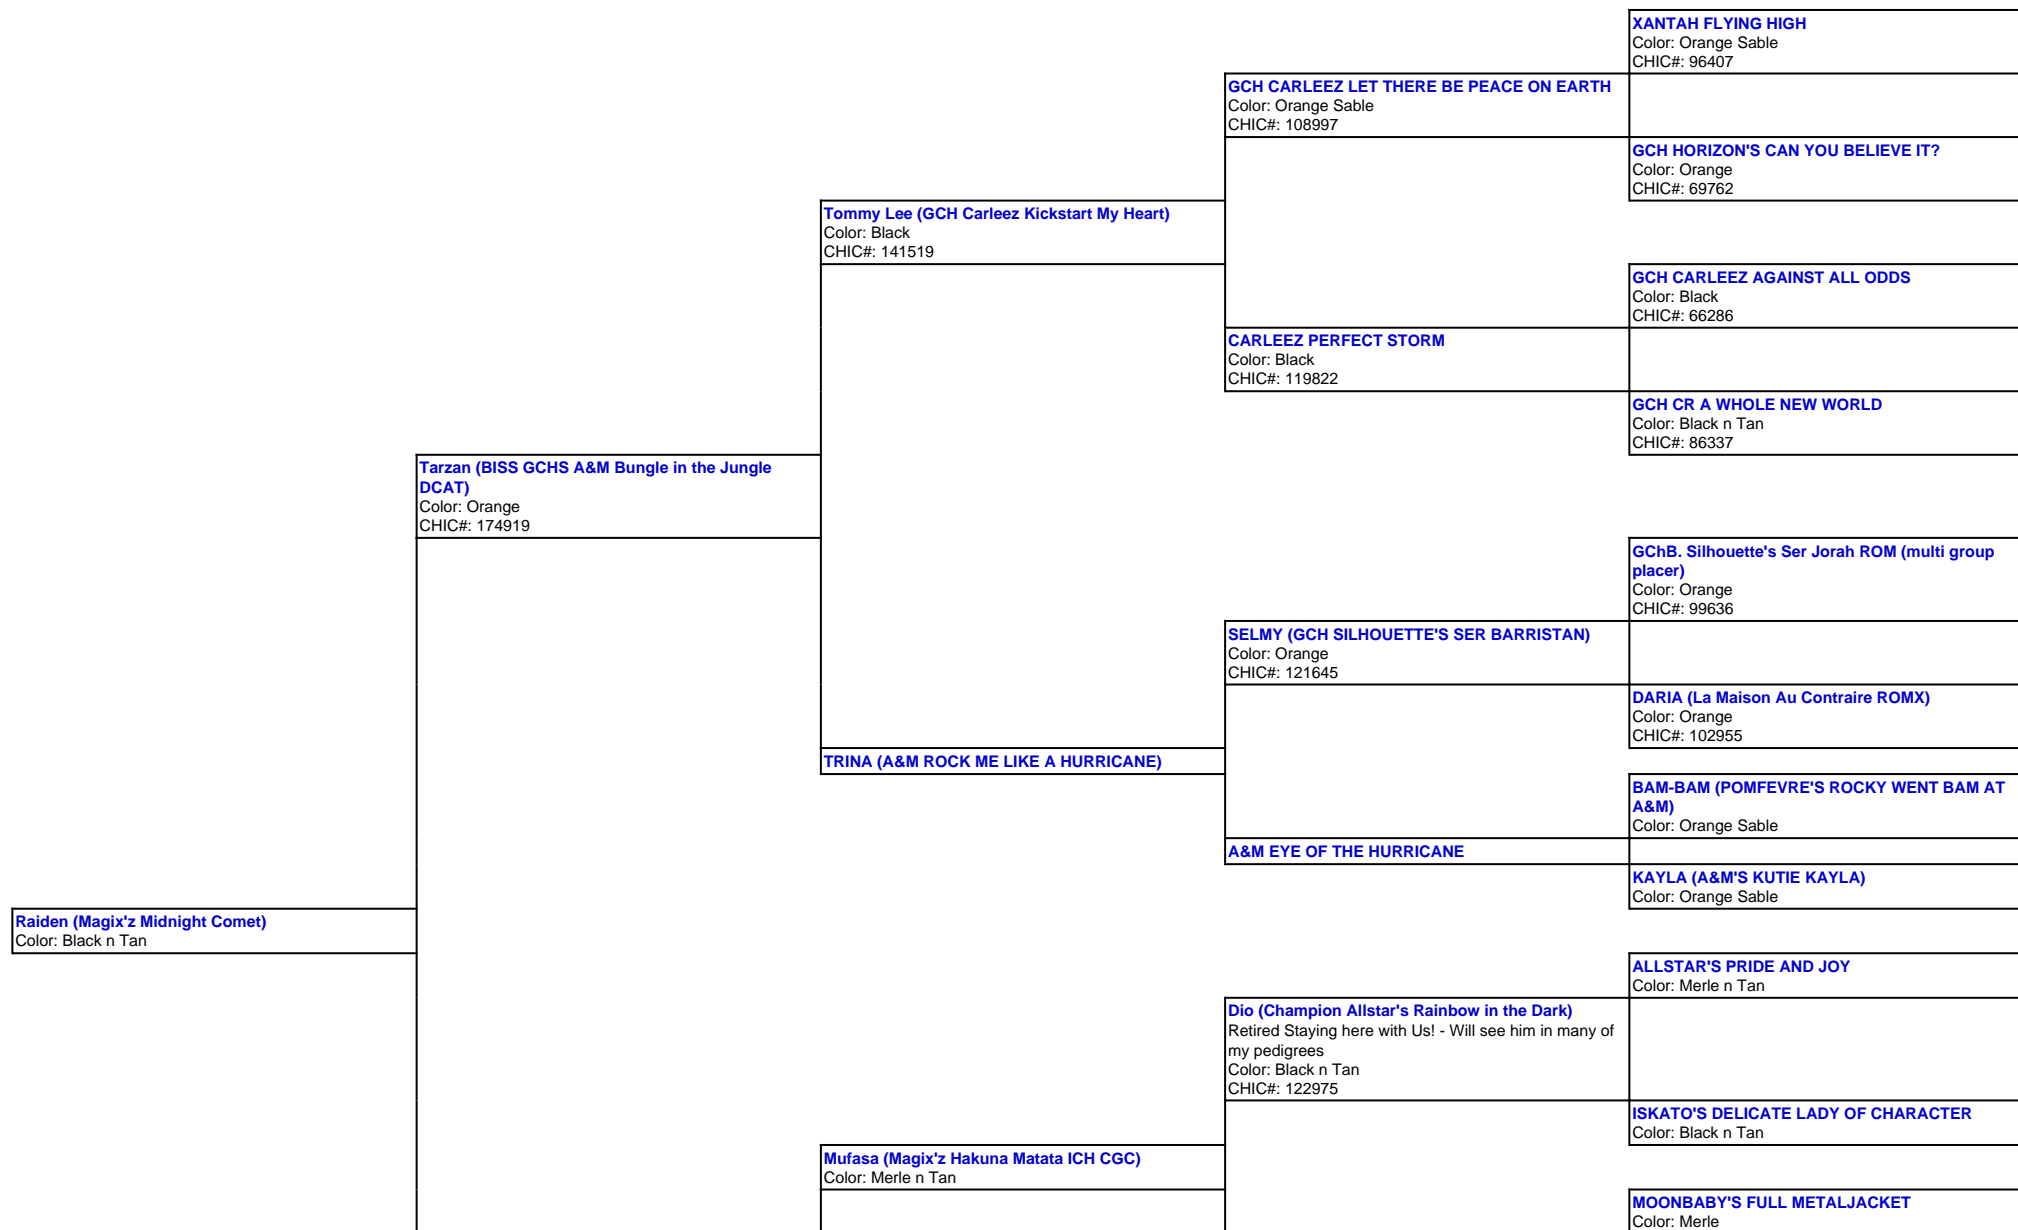 XANTAH FLYING HIGH
Color: Orange Sable
CHIC#: 96407
GCH CARLEEZ LET THERE BE PEACE ON EARTH
Color: Orange Sable
CHIC#: 108997
GCH HORIZON'S CAN YOU BELIEVE IT?
Color: Orange
CHIC#: 69762
Tommy Lee (GCH Carleez Kickstart My Heart)
Color: Black
CHIC#: 141519
GCH CARLEEZ AGAINST ALL ODDS
Color: Black
CHIC#: 66286
CARLEEZ PERFECT STORM
Color: Black
CHIC#: 119822
GCH CR A WHOLE NEW WORLD
Color: Black n Tan
CHIC#: 86337
Tarzan (BISS GCHS A&M Bungle in the Jungle
DCAT)
Color: Orange
CHIC#: 174919
GChB. Silhouette's Ser Jorah ROM (multi group
placer)
Color: Orange
CHIC#: 99636
SELMY (GCH SILHOUETTE'S SER BARRISTAN)
Color: Orange
CHIC#: 121645
DARIA (La Maison Au Contraire ROMX)
Color: Orange
CHIC#: 102955
TRINA (A&M ROCK ME LIKE A HURRICANE)
BAM-BAM (POMFEVRE'S ROCKY WENT BAM AT
A&M)
Color: Orange Sable
A&M EYE OF THE HURRICANE
KAYLA (A&M'S KUTIE KAYLA)
Color: Orange Sable
Raiden (Magix'z Midnight Comet)
Color: Black n Tan
ALLSTAR'S PRIDE AND JOY
Color: Merle n Tan
Dio (Champion Allstar's Rainbow in the Dark)
Retired Staying here with Us! - Will see him in many of
my pedigrees
Color: Black n Tan
CHIC#: 122975
ISKATO'S DELICATE LADY OF CHARACTER
Color: Black n Tan
Mufasa (Magix'z Hakuna Matata ICH CGC)
Color: Merle n Tan
MOONBABY'S FULL METALJACKET
Color: Merle